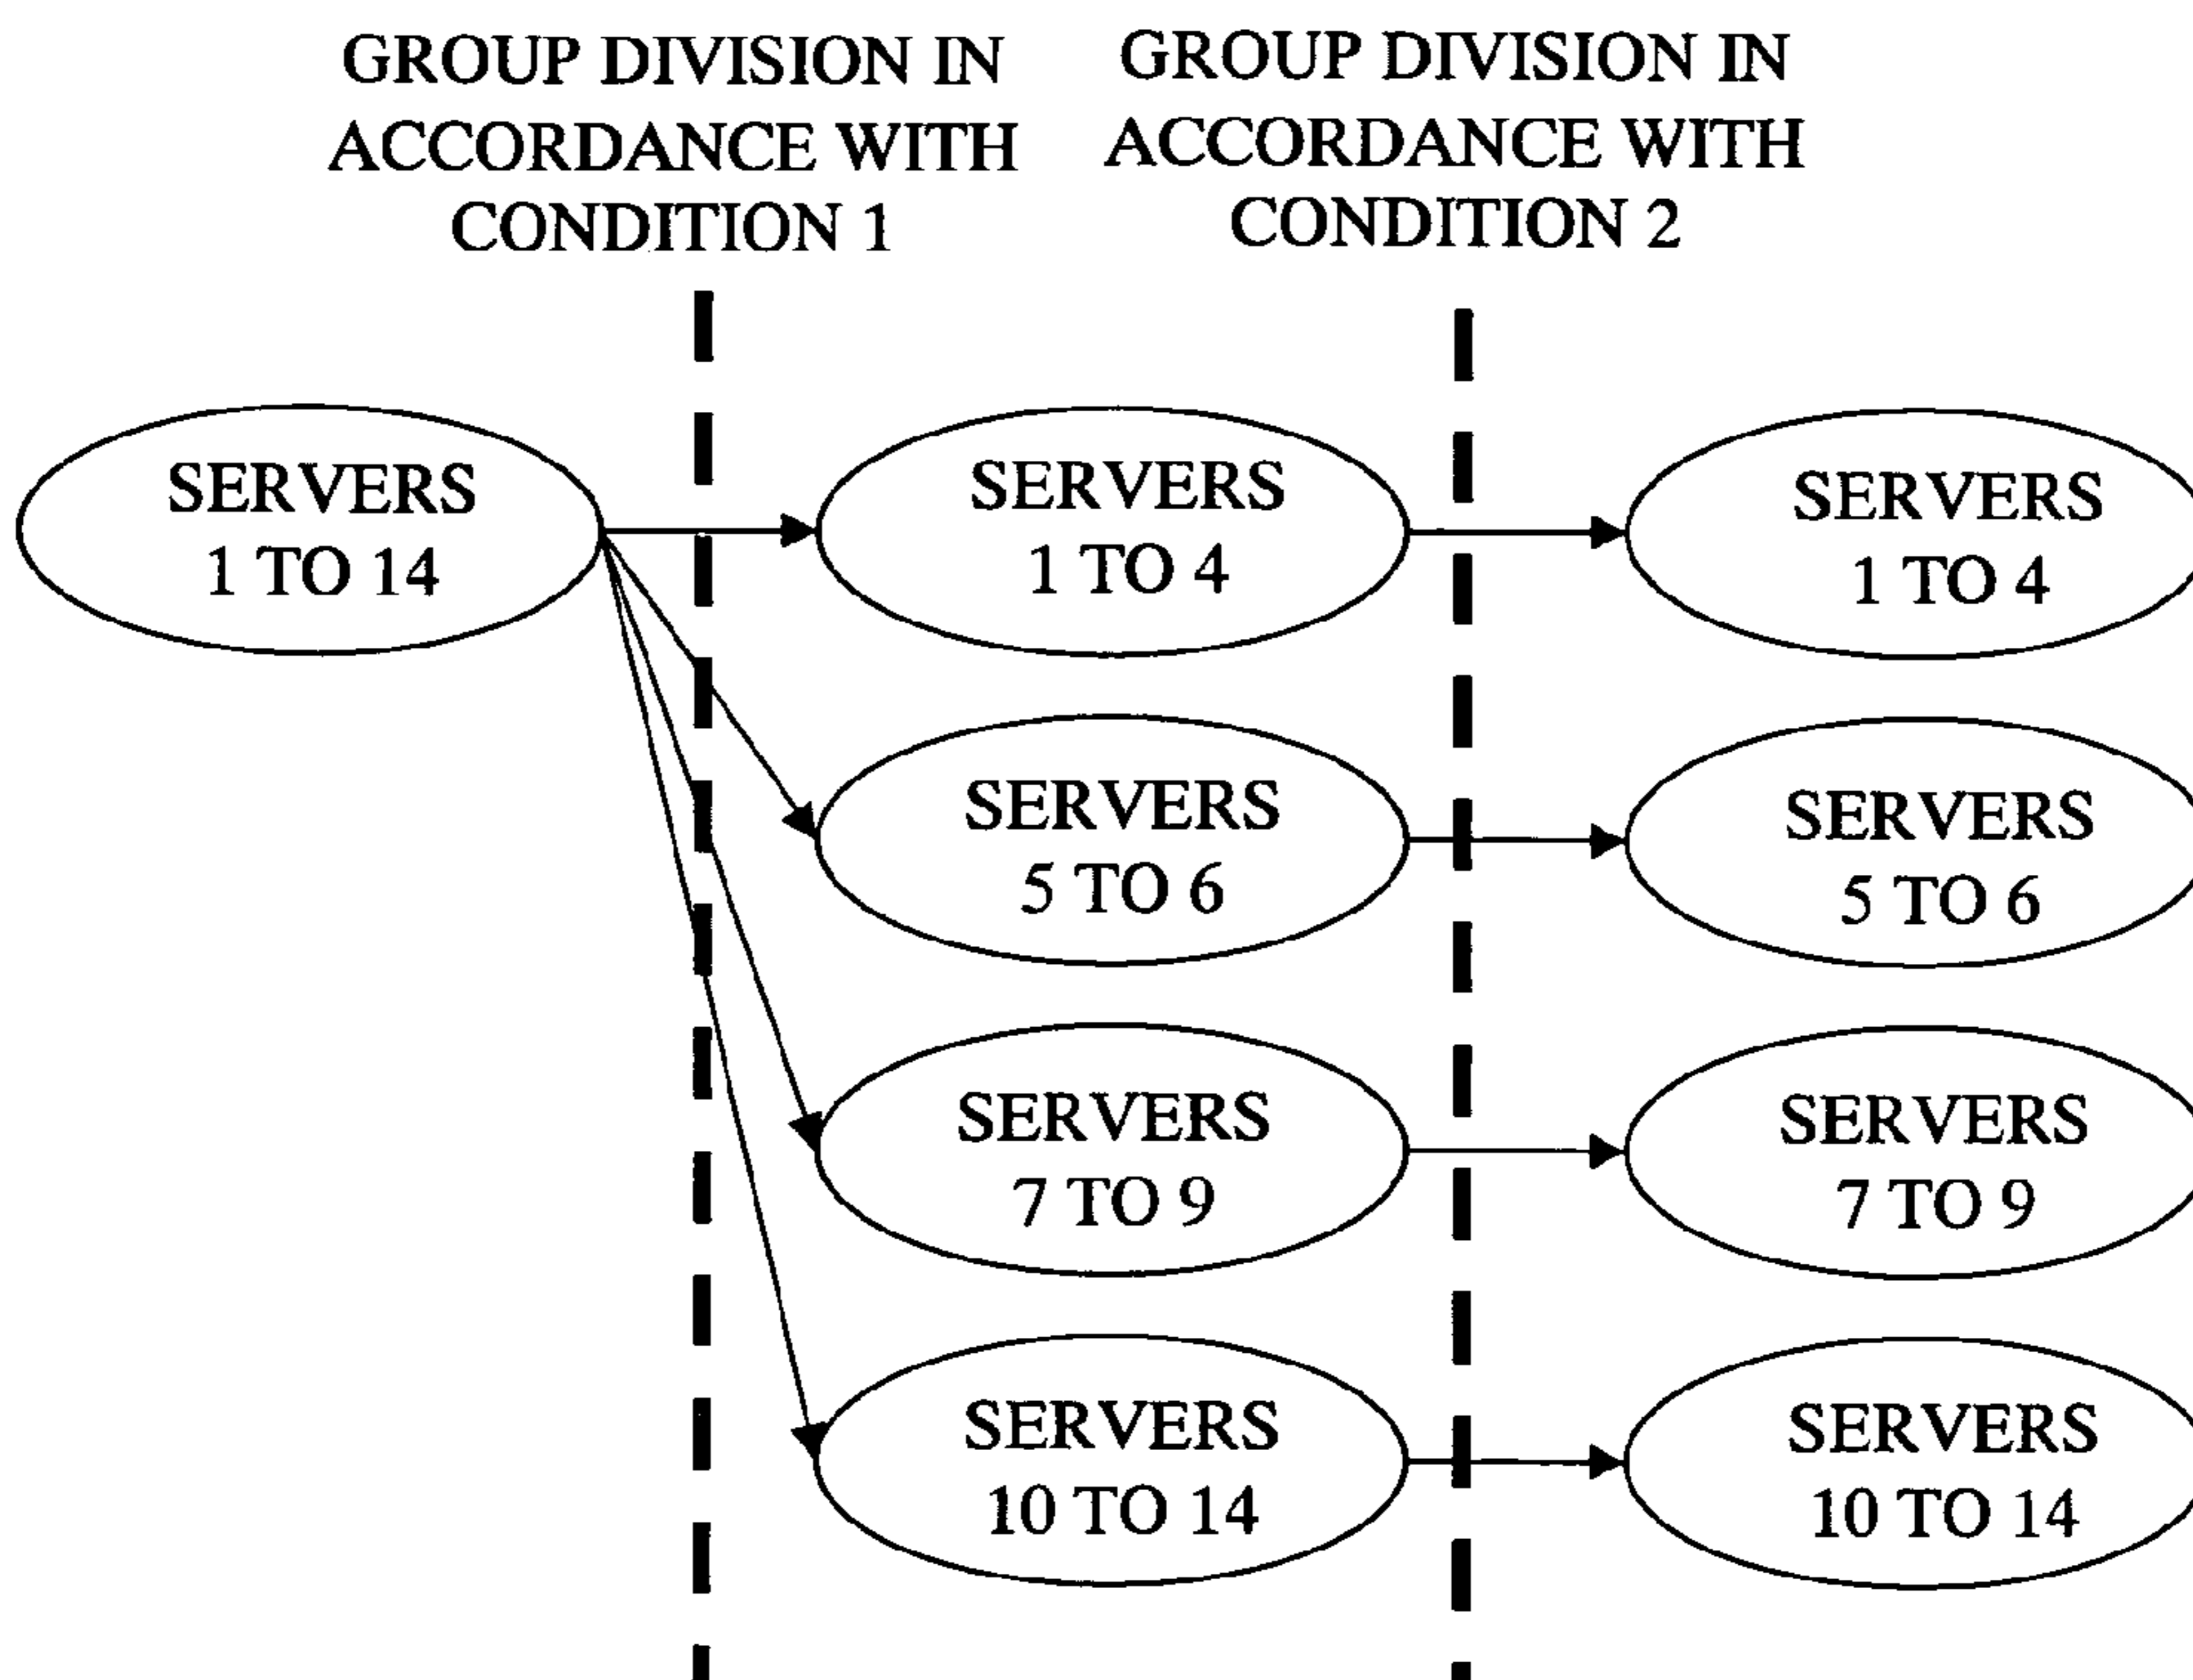 GROUP DIVISION IN
ACCORDANCE WITH
CONDITION 1
GROUP DIVISION IN
ACCORDANCE WITH
CONDITION 2
SERVERS
1 TO 14
SERVERS
1 TO 4
SERVERS
1 TO 4
SERVERS
5 TO 6
SERVERS
5 TO 6
SERVERS
7 TO 9
SERVERS
7 TO 9
SERVERS
10 TO 14
SERVERS
10 TO 14